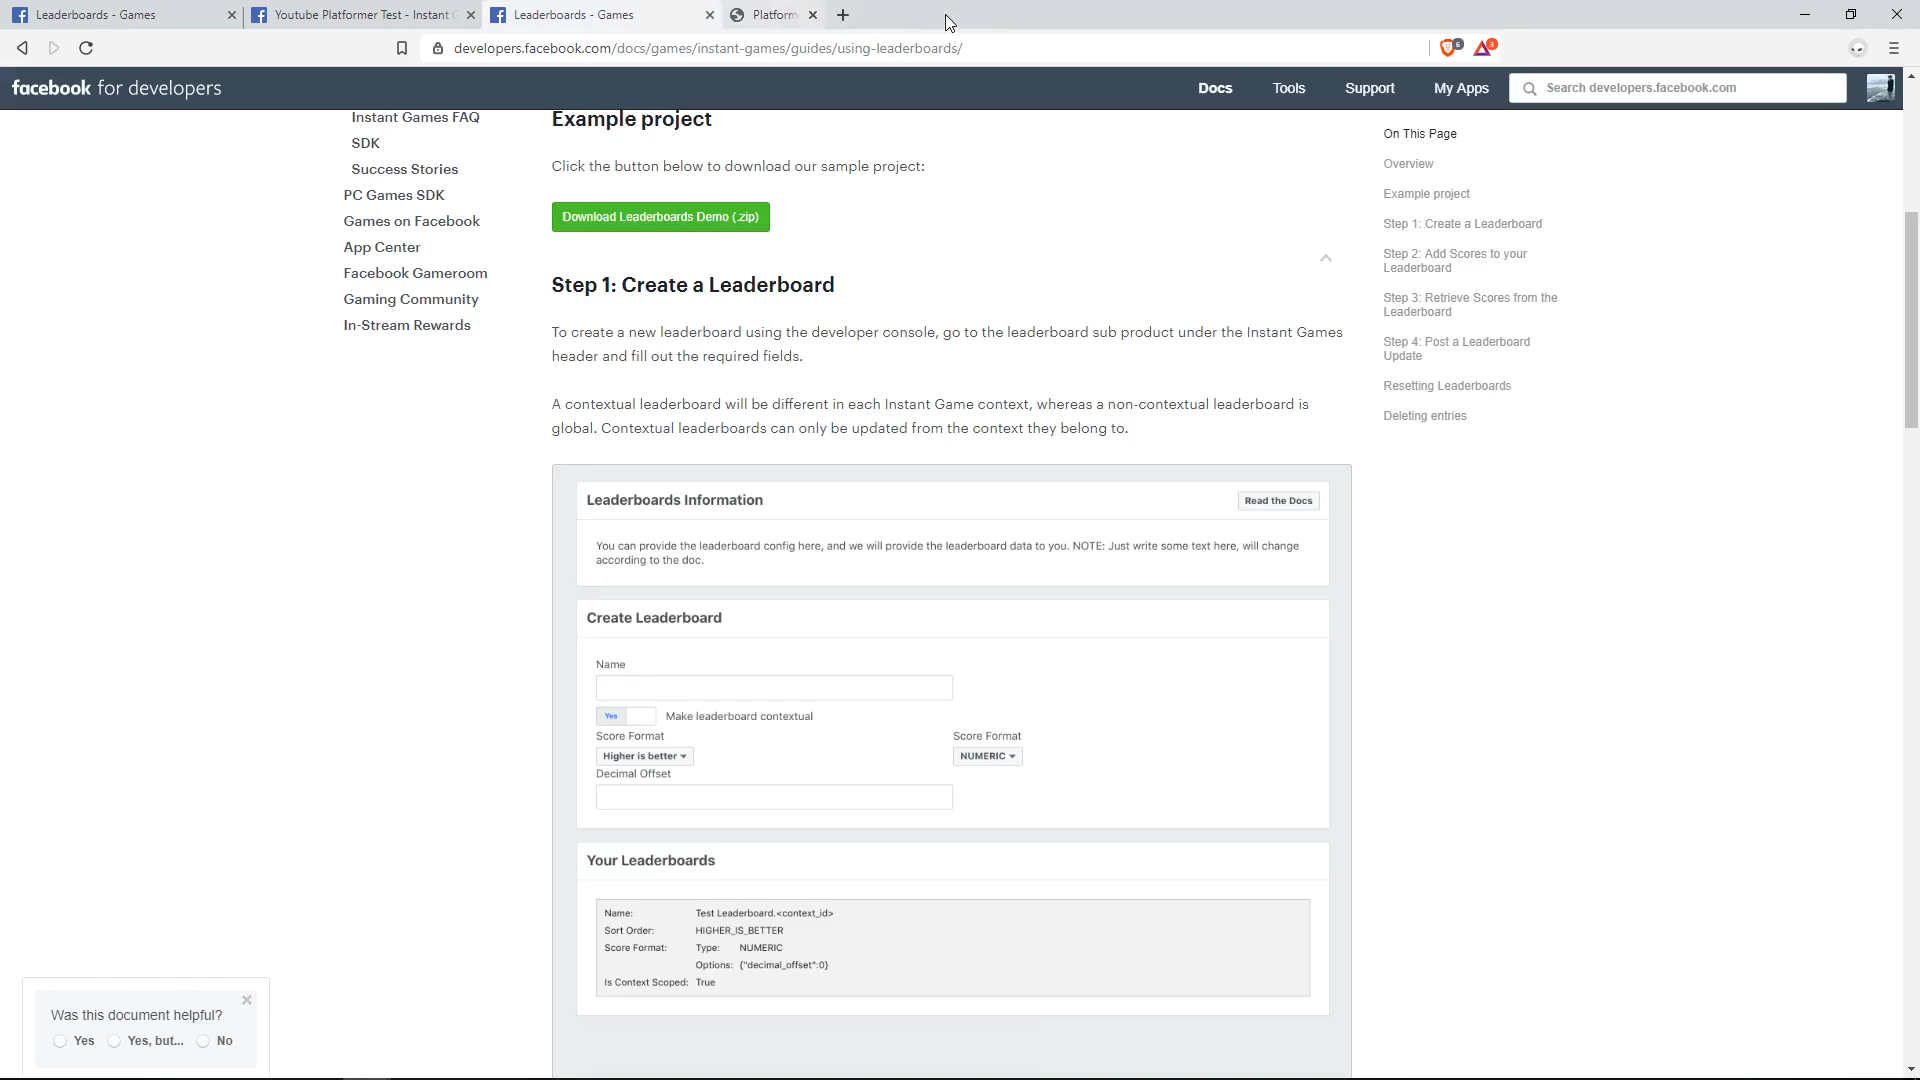 Leaderboards - Games
Youtube Platformer Test - Instant
Leaderboards - Games
Platform
developers.facebook.com/docs/games/instant-games/guides/using-leaderboards/
6
3
facebook for developers
Docs
Tools
Support
My Apps
Search developers.facebook.com
Instant Games FAQ
SDK
Success Stories
PC Games SDK
Games on Facebook
App Center
Facebook Gameroom
Gaming Community
In-Stream Rewards
Example project
Click the button below to download our sample project:
Download Leaderboards Demo (.zip)
Step 1: Create a Leaderboard
To create a new leaderboard using the developer console, go to the leaderboard sub product under the Instant Games
header and fill out the required fields.
A contextual leaderboard will be different in each Instant Game context, whereas a non-contextual leaderboard is
global. Contextual leaderboards can only be updated from the context they belong to.
Leaderboards Information
Read the Docs
You can provide the leaderboard config here, and we will provide the leaderboard data to you. NOTE: Just write some text here, will change
according to the doc.
Create Leaderboard
Name
Yes
Make leaderboard contextual
Score Format
Score Format
Higher is better
NUMERIC
Decimal Offset
Your Leaderboards
Name: Test Leaderboard.<context_id>
Sort Order: HIGHER_IS_BETTER
Score Format: Type: NUMERIC
Options: {"decimal_offset":0}
Is Context Scoped: True
On This Page
Overview
Example project
Step 1: Create a Leaderboard
Step 2: Add Scores to your
Leaderboard
Step 3: Retrieve Scores from the
Leaderboard
Step 4: Post a Leaderboard
Update
Resetting Leaderboards
Deleting entries
Was this document helpful?
Yes
Yes, but...
No